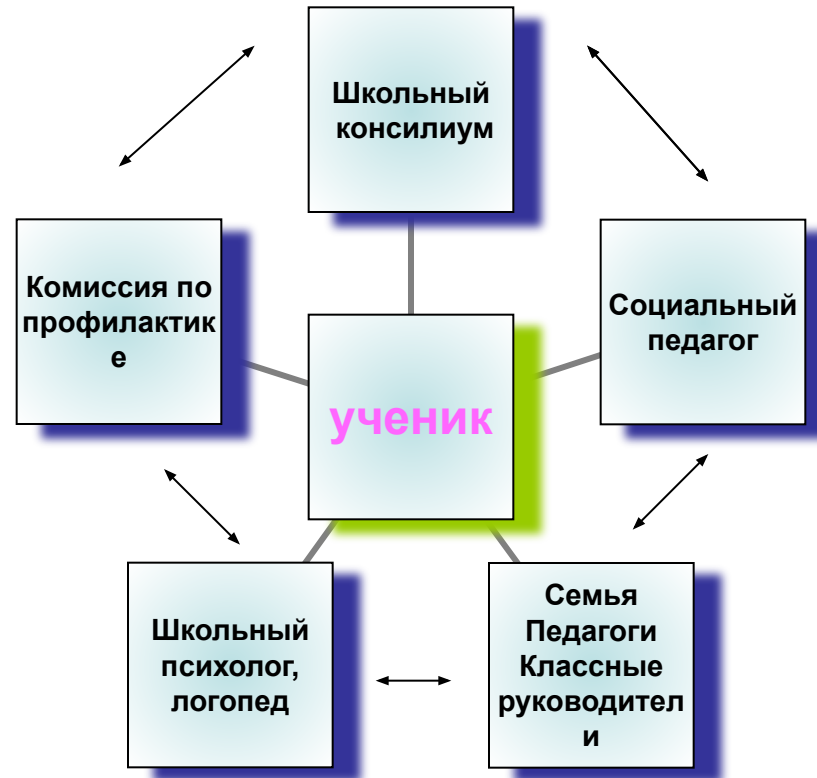 Школьный
консилиум
Комиссия по
профилактик
е
Социальный
педагог
ученик
Школьный
психолог,
логопед
Семья
Педагоги
Классные
руководител
и